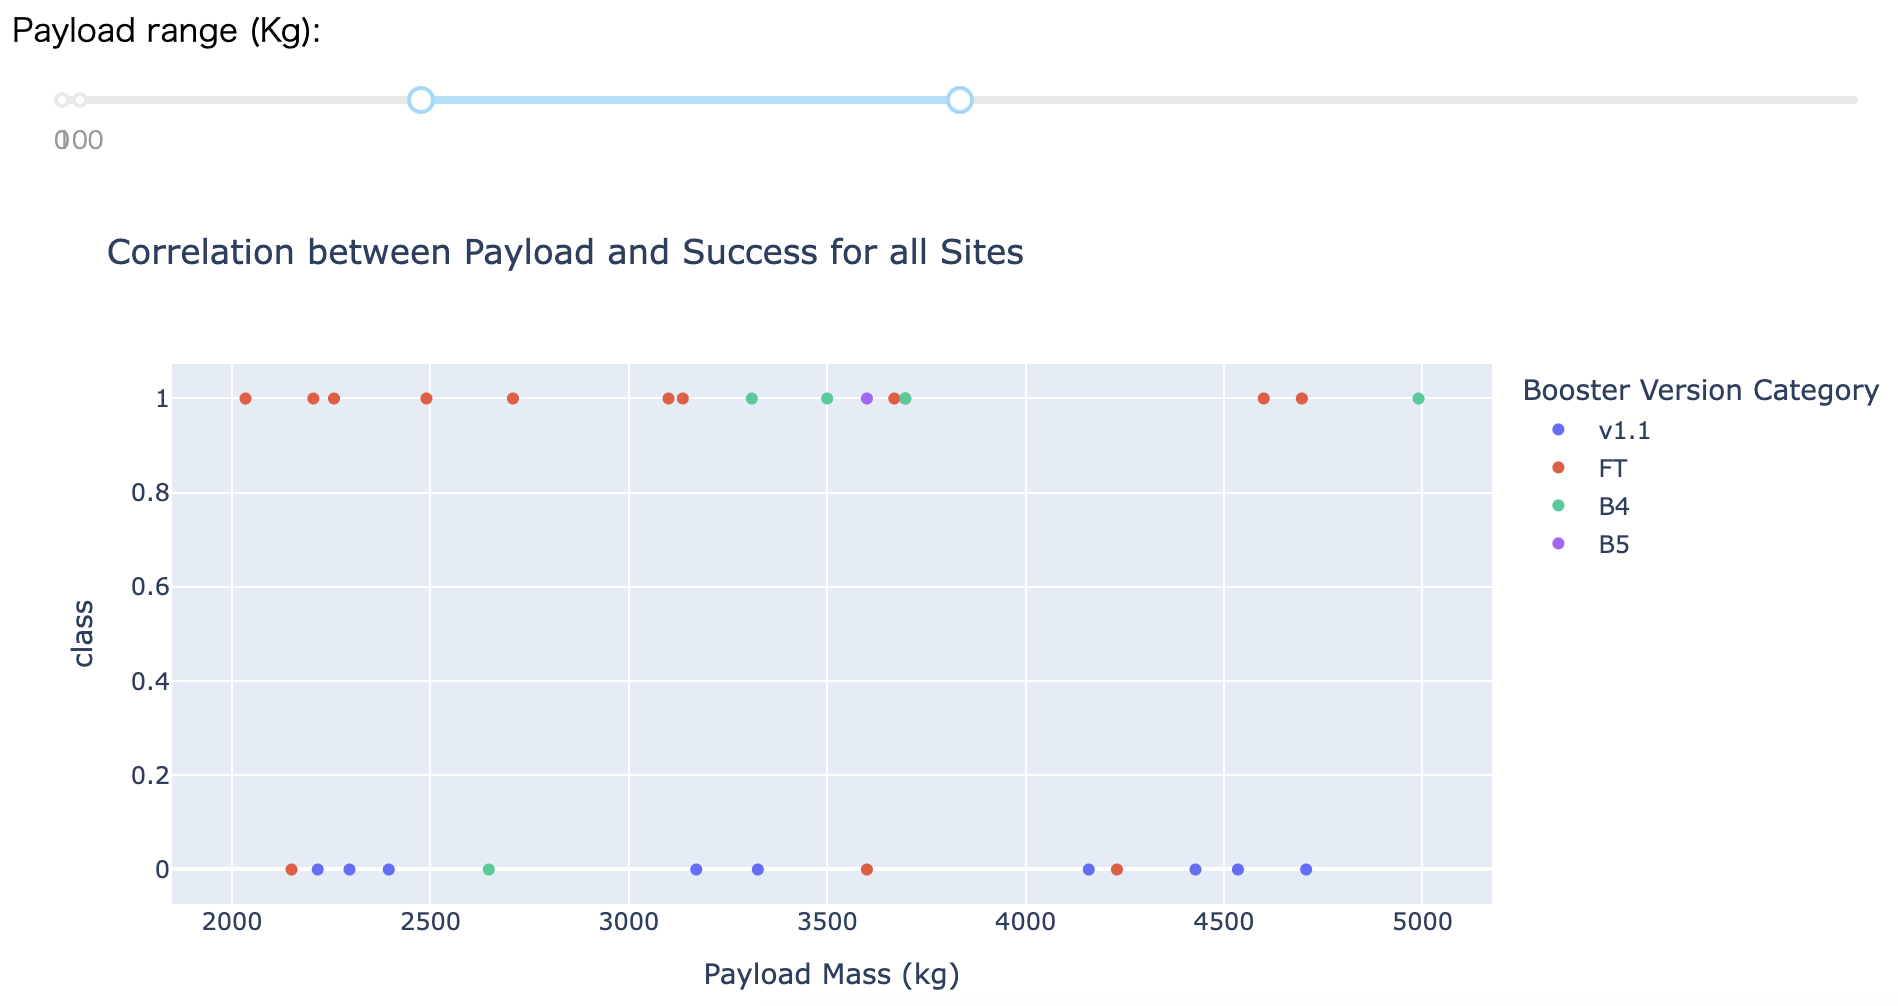 Payload range (Kg):
0 100
Correlation between Payload and Success for all Sites
Booster Version Category
v1.1
FT
B4
B5
1
0.8
0.6
0.4
0.2
0
class
2000 2500 3000 3500 4000 4500 5000
Payload Mass (kg)